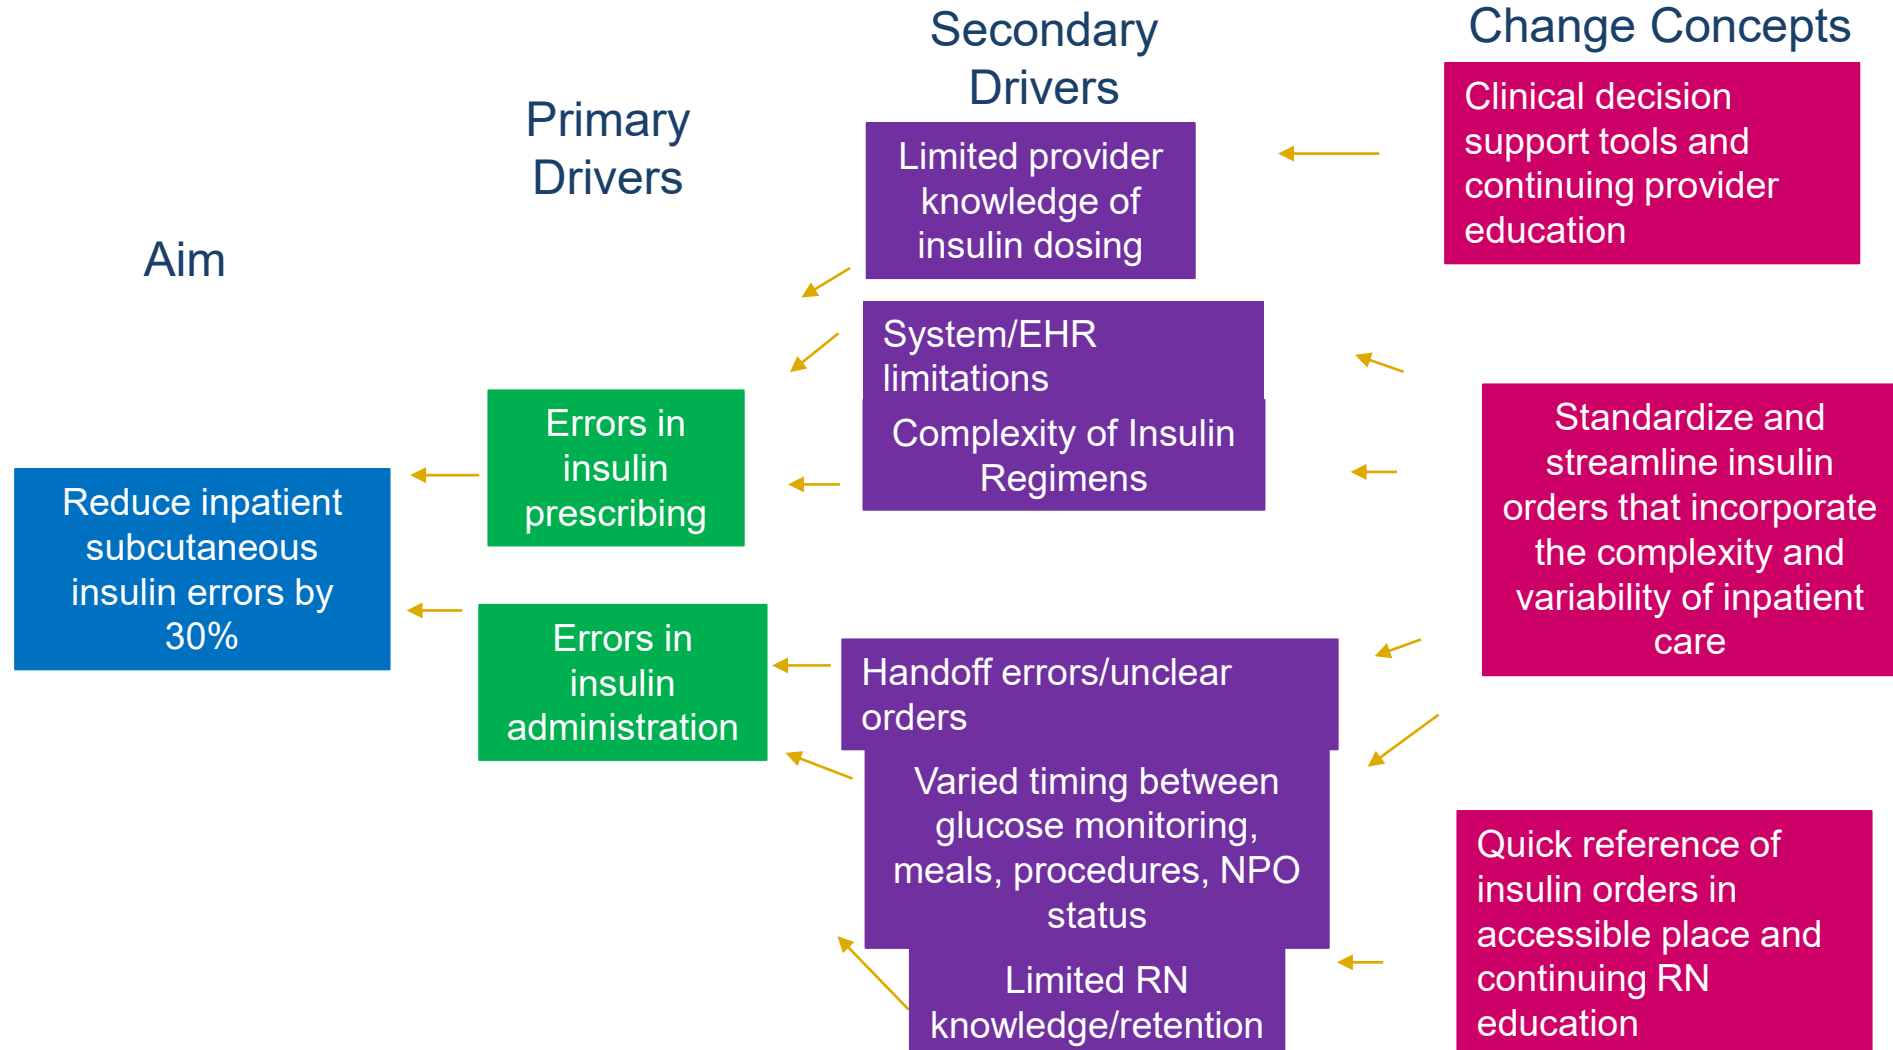 Aim
Reduce inpatient
subcutaneous
insulin errors by
30%
Primary
Drivers
Errors in
insulin
prescribing
Errors in
insulin
administration
Secondary
Drivers
Limited provider
knowledge of
insulin dosing
System/EHR
limitations
Complexity of Insulin
Regimens
Handoff errors/unclear
orders
Varied timing between
glucose monitoring,
meals, procedures, NPO
status
Limited RN
knowledge/retention
Change Concepts
Clinical decision
support tools and
continuing provider
education
Standardize and
streamline insulin
orders that incorporate
the complexity and
variability of inpatient
care
Quick reference of
insulin orders in
accessible place and
continuing RN
education